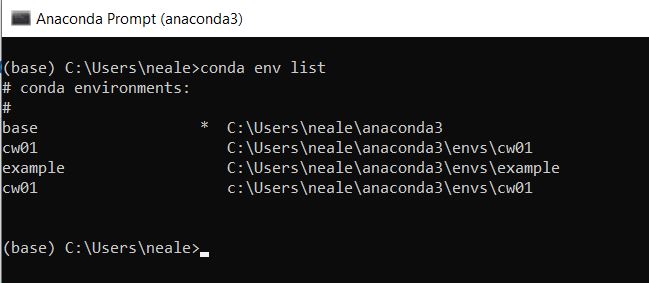 Anaconda Prompt (anaconda3)
(base) C:\Users\neale>conda env list
# conda environments:
#
base                  *  C:\Users\neale\anaconda3
cw01                     C:\Users\neale\anaconda3\envs\cw01
example                  C:\Users\neale\anaconda3\envs\example
cw01                     c:\Users\neale\anaconda3\envs\cw01
(base) C:\Users\neale>